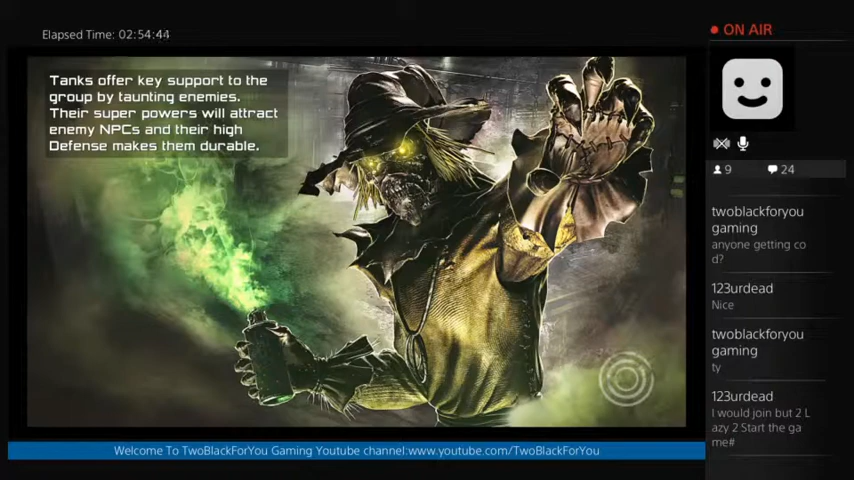 Elapsed Time: 02:54:44
ON AIR
Tanks offer key support to the
group by taunting enemies.
Their super powers will attract
enemy NPCs and their high
Defense makes them durable.
9
24
twoblackforyou
gaming
anyone getting co
d?
123urdead
Nice
twoblackforyou
gaming
ty
123urdead
I would join but 2 L
azy 2 Start the ga
me#
Welcome To TwoBlackForYou Gaming Youtube channel:www.youtube.com/TwoBlackForYou